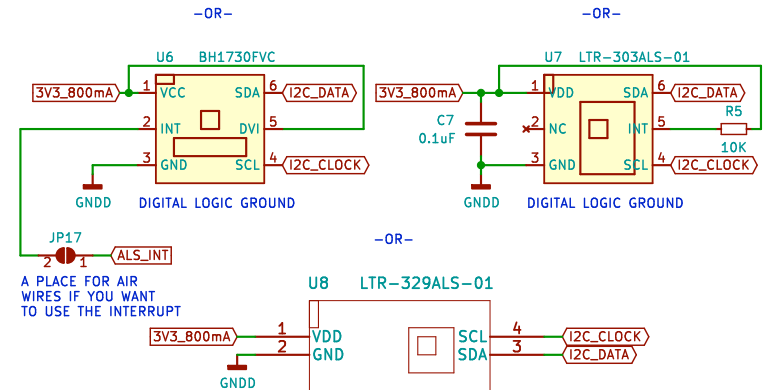 -OR-
-OR-
U6 BH1730FVC
3V3_800mA
1 VCC
SDA 6
I2C_DATA
2 INT
DVI 5
3 GND
SCL 4
I2C_CLOCK
GNDD
DIGITAL LOGIC GROUND
JP17
2 1
ALS_INT
A PLACE FOR AIR
WIRES IF YOU WANT
TO USE THE INTERRUPT
U7 LTR-303ALS-01
3V3_800mA
1 VDD
SDA 6
I2C_DATA
C7
0.1uF
2 NC
INT 5
R5
10K
3 GND
SCL 4
I2C_CLOCK
GNDD
DIGITAL LOGIC GROUND
-OR-
U8 LTR-329ALS-01
3V3_800mA
1 VDD
SCL 4
I2C_CLOCK
2 GND
SDA 3
I2C_DATA
GNDD